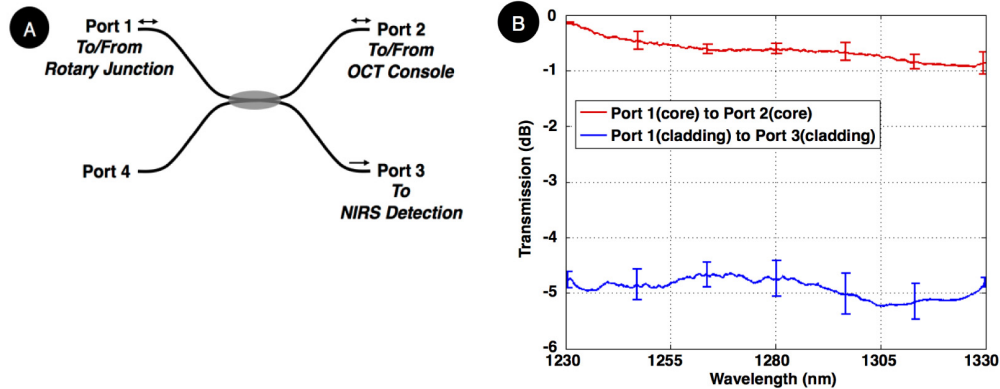 A
Port 1
To/From
Rotary Junction
Port 2
To/From
OCT Console
Port 4
Port 3
To
NIRS Detection
B
Transmission (dB)
0
-1
-2
-3
-4
-5
-6
Port 1(core) to Port 2(core)
Port 1(cladding) to Port 3(cladding)
1230 1255 1280 1305 1330
Wavelength (nm)